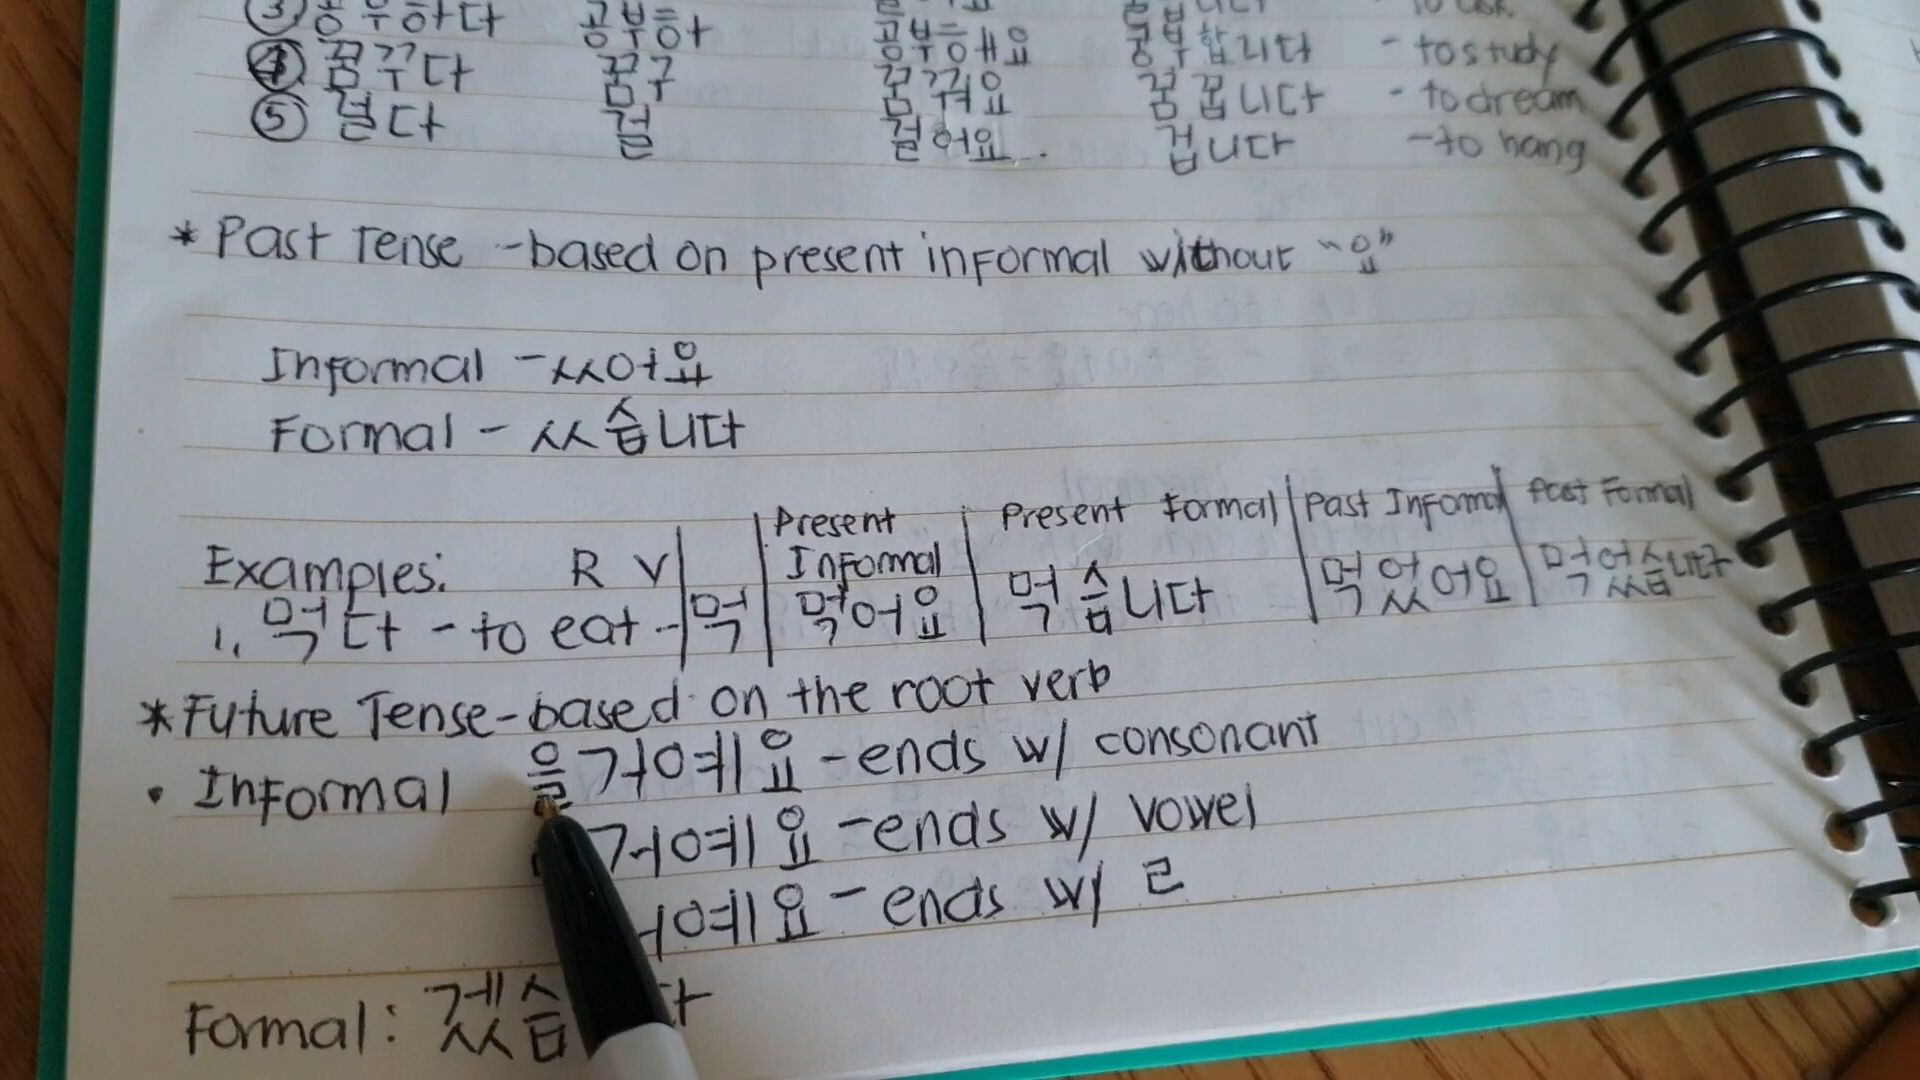 ③ 공부하다 공부하 공부해요 공부합니다 - to study
④ 꿈꾸다 꿈꾸 꿈꿔요 꿈꿉니다 - to dream
⑤ 걸다 걸 걸어요. 겁니다 - to hang
* Past Tense - based on present informal without "요"
Informal - ㅆ어요
Formal - ㅆ습니다
Examples: R V | Present Informal | Present Formal | Past Informal | Past Formal
1. 먹다 - to eat - | 먹 | 먹어요 | 먹습니다 | 먹었어요 | 먹었습니다
* Future Tense - based on the root verb
• Informal 을거예요 - ends w/ consonant
거예요 - ends w/ vowel
예요 - ends w/ ㄹ
Formal: 겠습 다